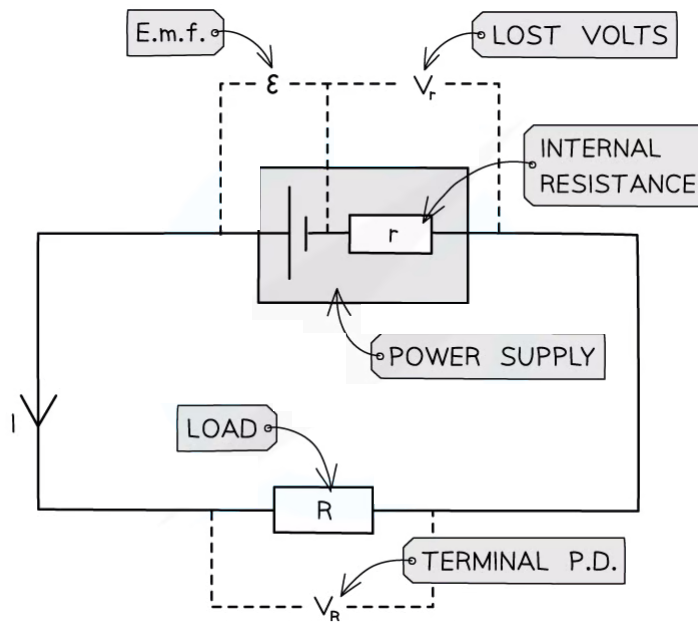 E.m.f.
LOST VOLTS
ε
Vr
INTERNAL
RESISTANCE
r
POWER SUPPLY
I
LOAD
R
TERMINAL P.D.
VR